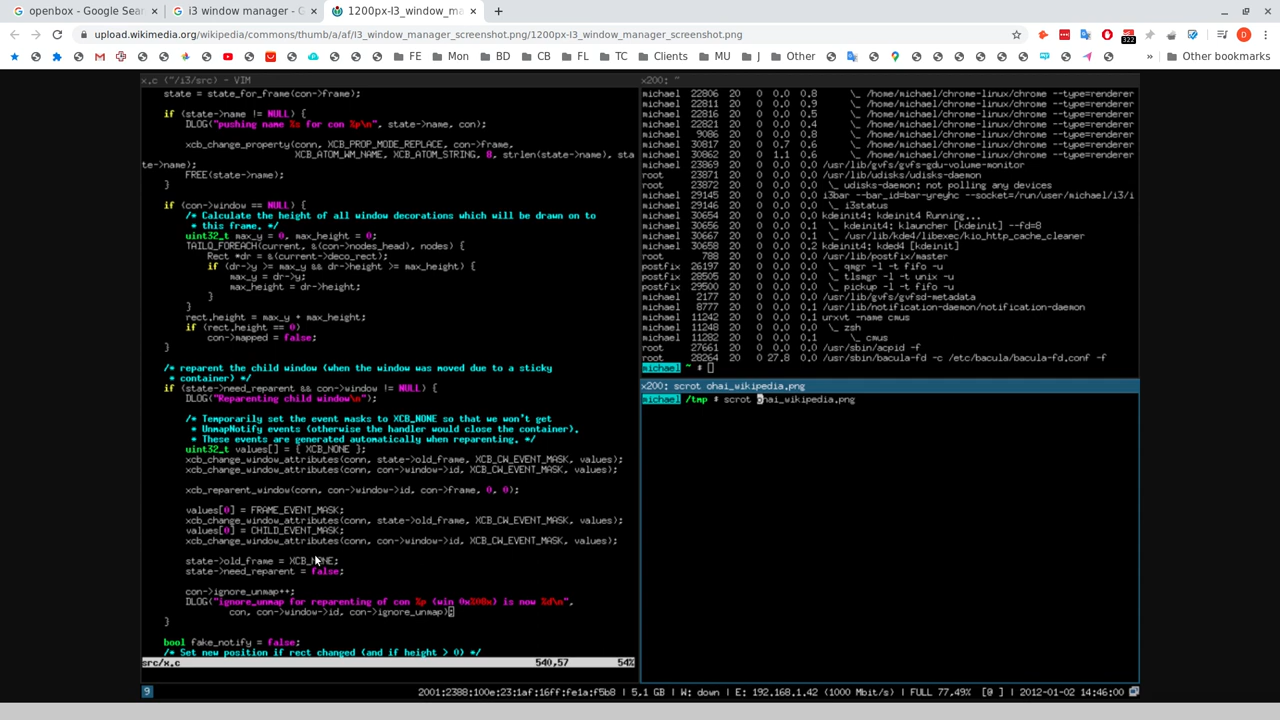 openbox - Google Sear
i3 window manager - G
1200px-I3_window_ma
upload.wikimedia.org/wikipedia/commons/thumb/a/af/I3_window_manager_screenshot.png/1200px-I3_window_manager_screenshot.png
322
D
FE Mon BD CB FL TC Clients MU J Other » Other bookmarks
x.c (~/i3/src) - VIM
state = state_for_frame(con->frame);
if (state->name != NULL) {
DLOG("pushing name %s for con %p\n", state->name, con);
xcb_change_property(conn, XCB_PROP_MODE_REPLACE, con->frame,
XCB_ATOM_WM_NAME, XCB_ATOM_STRING, 8, strlen(state->name), sta
te->name);
FREE(state->name);
}
if (con->window == NULL) {
/* Calculate the height of all window decorations which will be drawn on to
* this frame. */
uint32_t max_y = 0, max_height = 0;
TAILQ_FOREACH(current, &(con->nodes_head), nodes) {
Rect *dr = &(current->deco_rect);
if (dr->y >= max_y && dr->height >= max_height) {
max_y = dr->y;
max_height = dr->height;
}
}
rect.height = max_y + max_height;
if (rect.height == 0)
con->mapped = false;
}
/* reparent the child window (when the window was moved due to a sticky
* container) */
if (state->need_reparent && con->window != NULL) {
DLOG("Reparenting child window\n");
/* Temporarily set the event masks to XCB_NONE so that we won't get
* UnmapNotify events (otherwise the handler would close the container).
* These events are generated automatically when reparenting. */
uint32_t values[] = { XCB_NONE };
xcb_change_window_attributes(conn, state->old_frame, XCB_CW_EVENT_MASK, values);
xcb_change_window_attributes(conn, con->window->id, XCB_CW_EVENT_MASK, values);
xcb_reparent_window(conn, con->window->id, con->frame, 0, 0);
values[0] = FRAME_EVENT_MASK;
xcb_change_window_attributes(conn, state->old_frame, XCB_CW_EVENT_MASK, values);
values[0] = CHILD_EVENT_MASK;
xcb_change_window_attributes(conn, con->window->id, XCB_CW_EVENT_MASK, values);
state->old_frame = XCB_NONE;
state->need_reparent = false;
con->ignore_unmap++;
DLOG("ignore_unmap for reparenting of con %p (win 0x%08x) is now %d\n",
con, con->window->id, con->ignore_unmap);
}
bool fake_notify = false;
/* Set new position if rect changed (and if height > 0) */
src/x.c 540,57 54%
x200: ~
michael 22806 20 0 0.0 0.8 \_ /home/michael/chrome-linux/chrome --type=renderer
michael 22811 20 0 0.0 0.9 \_ /home/michael/chrome-linux/chrome --type=renderer
michael 22816 20 0 0.0 0.5 \_ /home/michael/chrome-linux/chrome --type=renderer
michael 22821 20 0 0.0 0.4 \_ /home/michael/chrome-linux/chrome --type=renderer
michael 9086 20 0 0.0 0.8 \_ /home/michael/chrome-linux/chrome --type=renderer
michael 30817 20 0 0.7 0.6 \_ /home/michael/chrome-linux/chrome --type=renderer
michael 30862 20 0 1.1 0.6 \_ /home/michael/chrome-linux/chrome --type=renderer
michael 23869 20 0 0.0 0.0 /usr/lib/gvfs/gvfs-gdu-volume-monitor
root 23871 20 0 0.0 0.0 /usr/lib/udisks/udisks-daemon
root 23872 20 0 0.0 0.0 \_ udisks-daemon: not polling any devices
michael 29145 20 0 0.0 0.0 i3bar --bar_id=bar-yreyhc --socket=/run/user/michael/i3/i
michael 29146 20 0 0.0 0.0 \_ i3status
michael 30654 20 0 0.0 0.0 kdeinit4: kdeinit4 Running...
michael 30656 20 0 0.0 0.1 \_ kdeinit4: klauncher [kdeinit] --fd=8
michael 30667 20 0 0.0 0.1 \_ /usr/lib/kde4/libexec/kio_http_cache_cleaner
michael 30658 20 0 0.0 0.2 kdeinit4: kded4 [kdeinit]
root 788 20 0 0.0 0.0 /usr/lib/postfix/master
postfix 26197 20 0 0.0 0.0 \_ qmgr -l -t fifo -u
postfix 28505 20 0 0.0 0.0 \_ tlsmgr -l -t unix -u
postfix 29500 20 0 0.0 0.0 \_ pickup -l -t fifo -u
michael 2177 20 0 0.0 0.0 /usr/lib/gvfs/gvfsd-metadata
michael 8777 20 0 0.0 0.1 /usr/lib/notification-daemon/notification-daemon
michael 11242 20 0 0.0 0.1 urxvt -name cmus
michael 11248 20 0 0.0 0.0 \_ zsh
michael 11282 20 0 0.0 0.1 \_ cmus
root 27661 20 0 0.0 0.0 /usr/sbin/acpid -f
root 28264 20 0 27.8 0.0 /usr/sbin/bacula-fd -c /etc/bacula/bacula-fd.conf -f
michael ~ $
x200: scrot ohai_wikipedia.png
michael /tmp $ scrot ohai_wikipedia.png
9 2001:2388:100e:23:1af:16ff:fe1a:f5b8 | 5,1 GB | W: down | E: 192.168.1.42 (1000 Mbit/s) | FULL 77,49% [@ ] | 2012-01-02 14:46:00